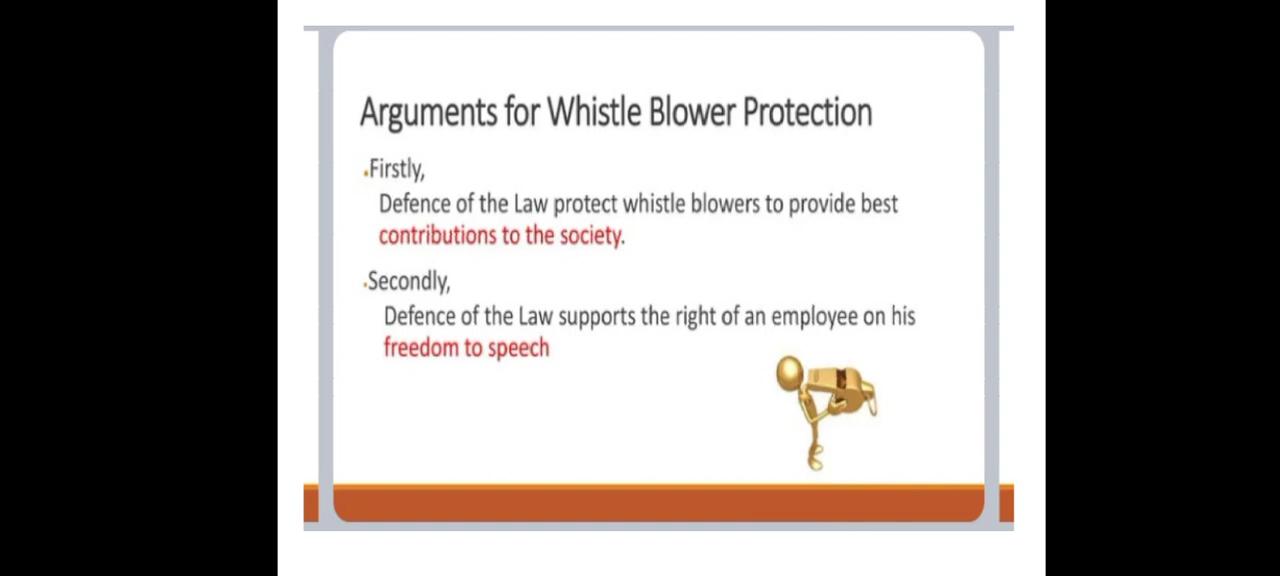 Arguments for Whistle Blower Protection
Firstly,
Defence of the Law protect whistle blowers to provide best
contributions to the society.
Secondly,
Defence of the Law supports the right of an employee on his
freedom to speech